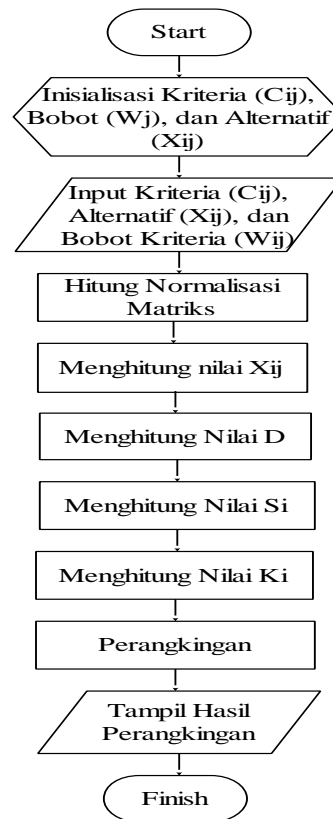 Start
Inisialisasi Kriteria (Cij),
Bobot (Wj), dan Alternatif
(Xij)
Input Kriteria (Cij),
Alternatif (Xij), dan
Bobot Kriteria (Wij)
Hitung Normalisasi
Matriks
Menghitung nilai Xij
Menghitung Nilai D
Menghitung Nilai Si
Menghitung Nilai Ki
Perangkingan
Tampil Hasil
Perangkingan
Finish